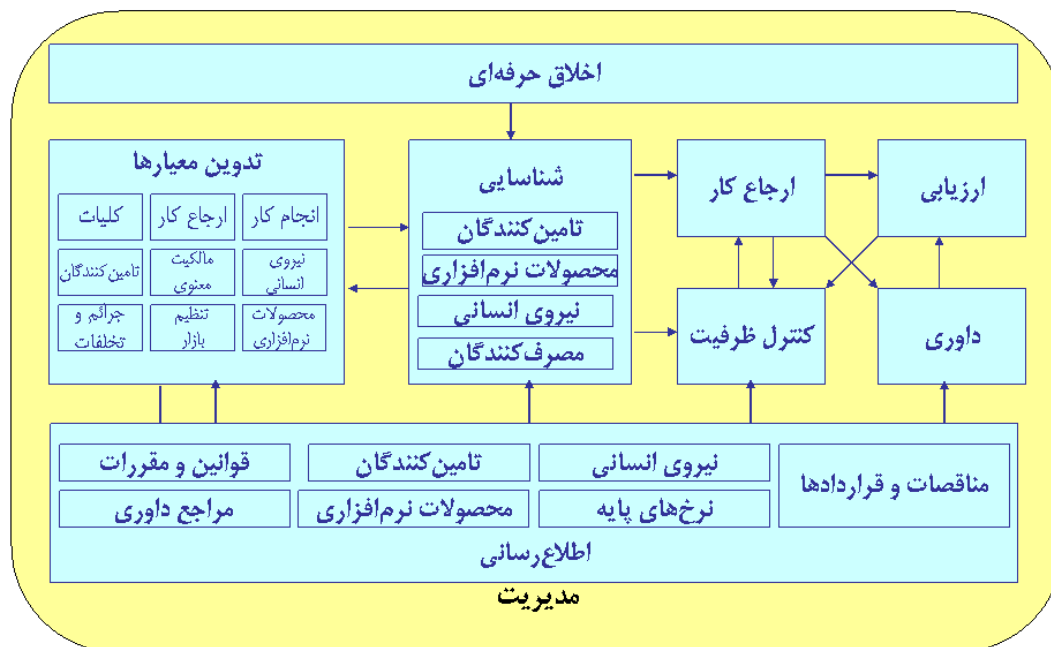 اخلاق حرفه‌ای
تدوین معیارها
انجام کار
ارجاع کار
کلیات
نیروی
انسانی
مالکیت
معنوی
تامین‌کنندگان
محصولات
نرم‌افزاری
تنظیم
بازار
جرائم و
تخلفات
شناسایی
تامین‌کنندگان
محصولات نرم‌افزاری
نیروی انسانی
مصرف‌کنندگان
ارجاع کار
ارزیابی
کنترل ظرفیت
داوری
قوانین و مقررات
تامین‌کنندگان
نیروی انسانی
مناقصات و قراردادها
مراجع داوری
محصولات نرم‌افزاری
نرخ‌های پایه
اطلاع‌رسانی
مدیریت